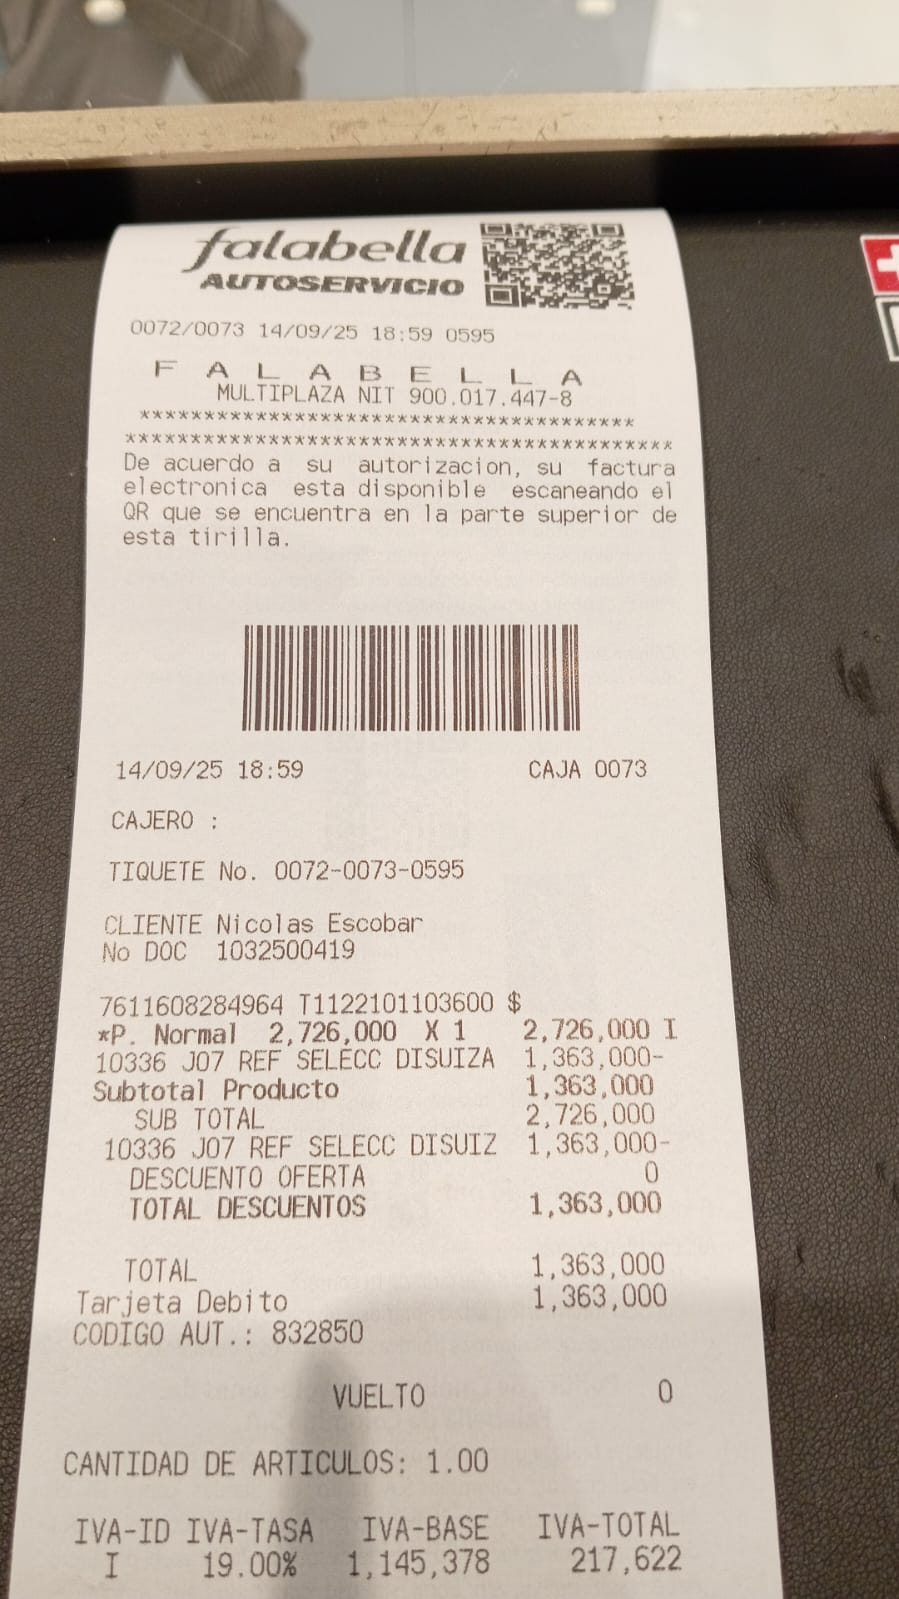 falabella
AUTOSERVICIO
0072/0073 14/09/25 18:59 0595
F A L A B E L L A
MULTIPLAZA NIT 900.017.447-8
**************************************
******************************************
De acuerdo a su autorizacion, su factura
electronica esta disponible escaneando el
QR que se encuentra en la parte superior de
esta tirilla.
14/09/25 18:59 CAJA 0073
CAJERO :
TIQUETE No. 0072-0073-0595
CLIENTE Nicolas Escobar
No DOC 1032500419
7611608284964 T1122101103600 $
*P. Normal 2,726,000 X 1 2,726,000 I
10336 J07 REF SELECC DISUIZA 1,363,000-
Subtotal Producto 1,363,000
SUB TOTAL 2,726,000
10336 J07 REF SELECC DISUIZ 1,363,000-
DESCUENTO OFERTA 0
TOTAL DESCUENTOS 1,363,000
TOTAL 1,363,000
Tarjeta Debito 1,363,000
CODIGO AUT.: 832850
VUELTO 0
CANTIDAD DE ARTICULOS: 1.00
IVA-ID IVA-TASA IVA-BASE IVA-TOTAL
I 19.00% 1,145,378 217,622